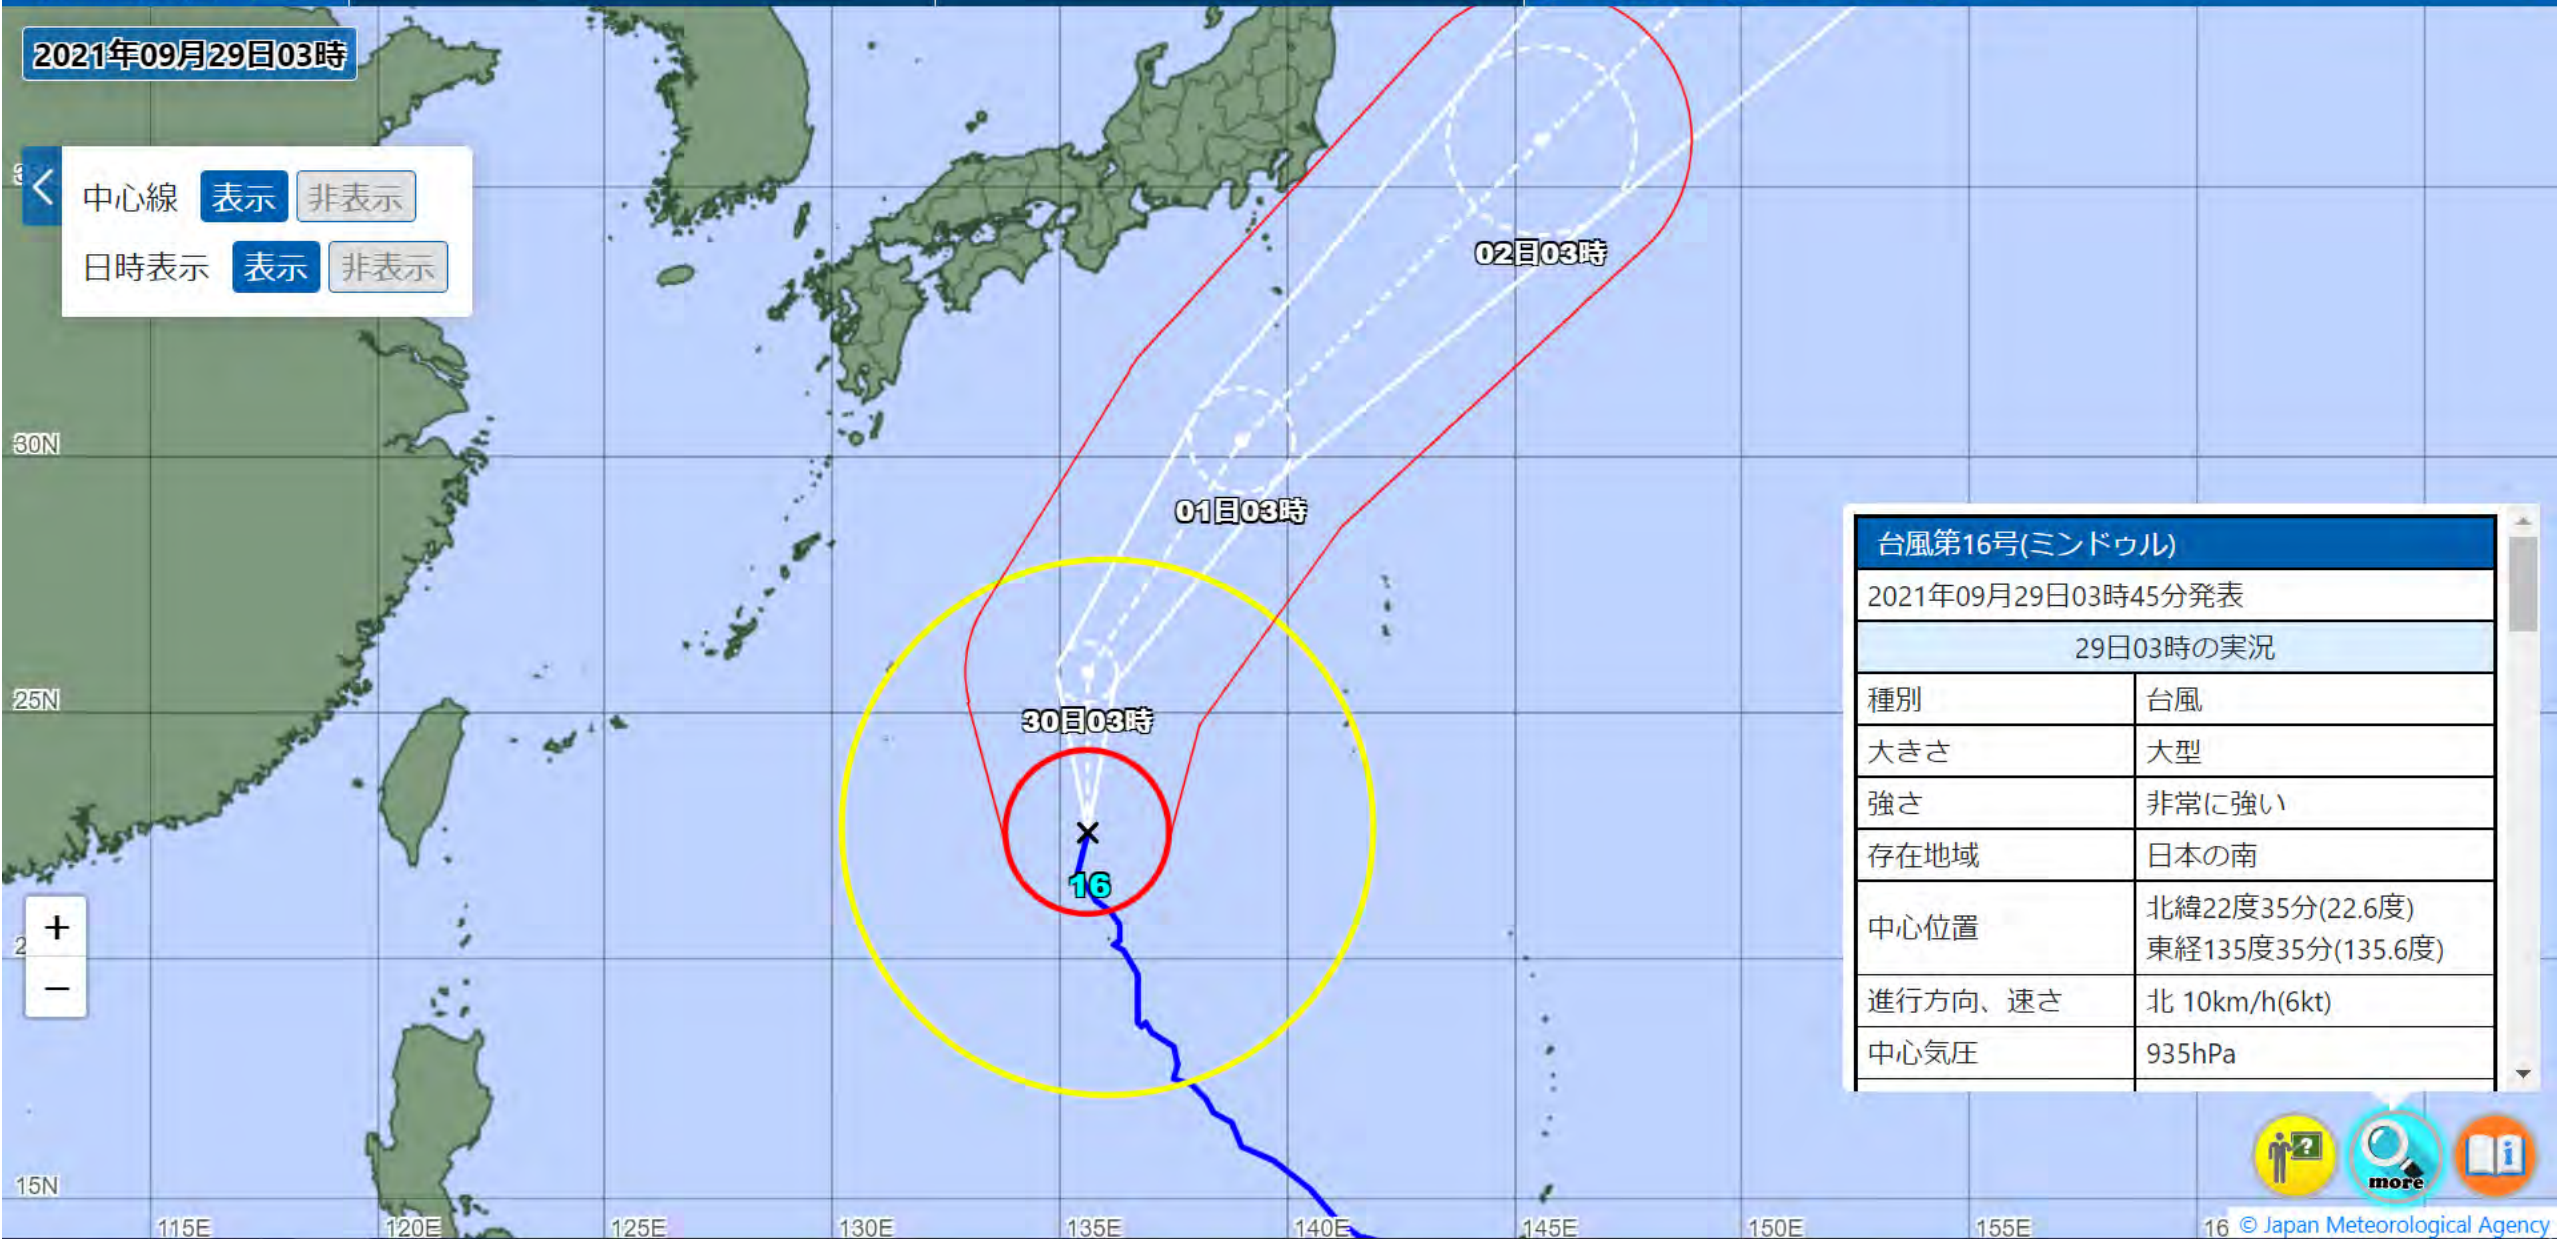 2021年09月29日03時
中心線 表示 非表示
日時表示 表示 非表示
02日03時
01日03時
30日03時
16
30N
25N
15N
115E
120E
125E
130E
135E
140E
145E
150E
155E
16
台風第16号(ミンドゥル)
2021年09月29日03時45分発表
29日03時の実況
種別 台風
大きさ 大型
強さ 非常に強い
存在地域 日本の南
中心位置 北緯22度35分(22.6度)
東経135度35分(135.6度)
進行方向、速さ 北 10km/h(6kt)
中心気圧 935hPa
+
−
?
i
more
© Japan Meteorological Agency